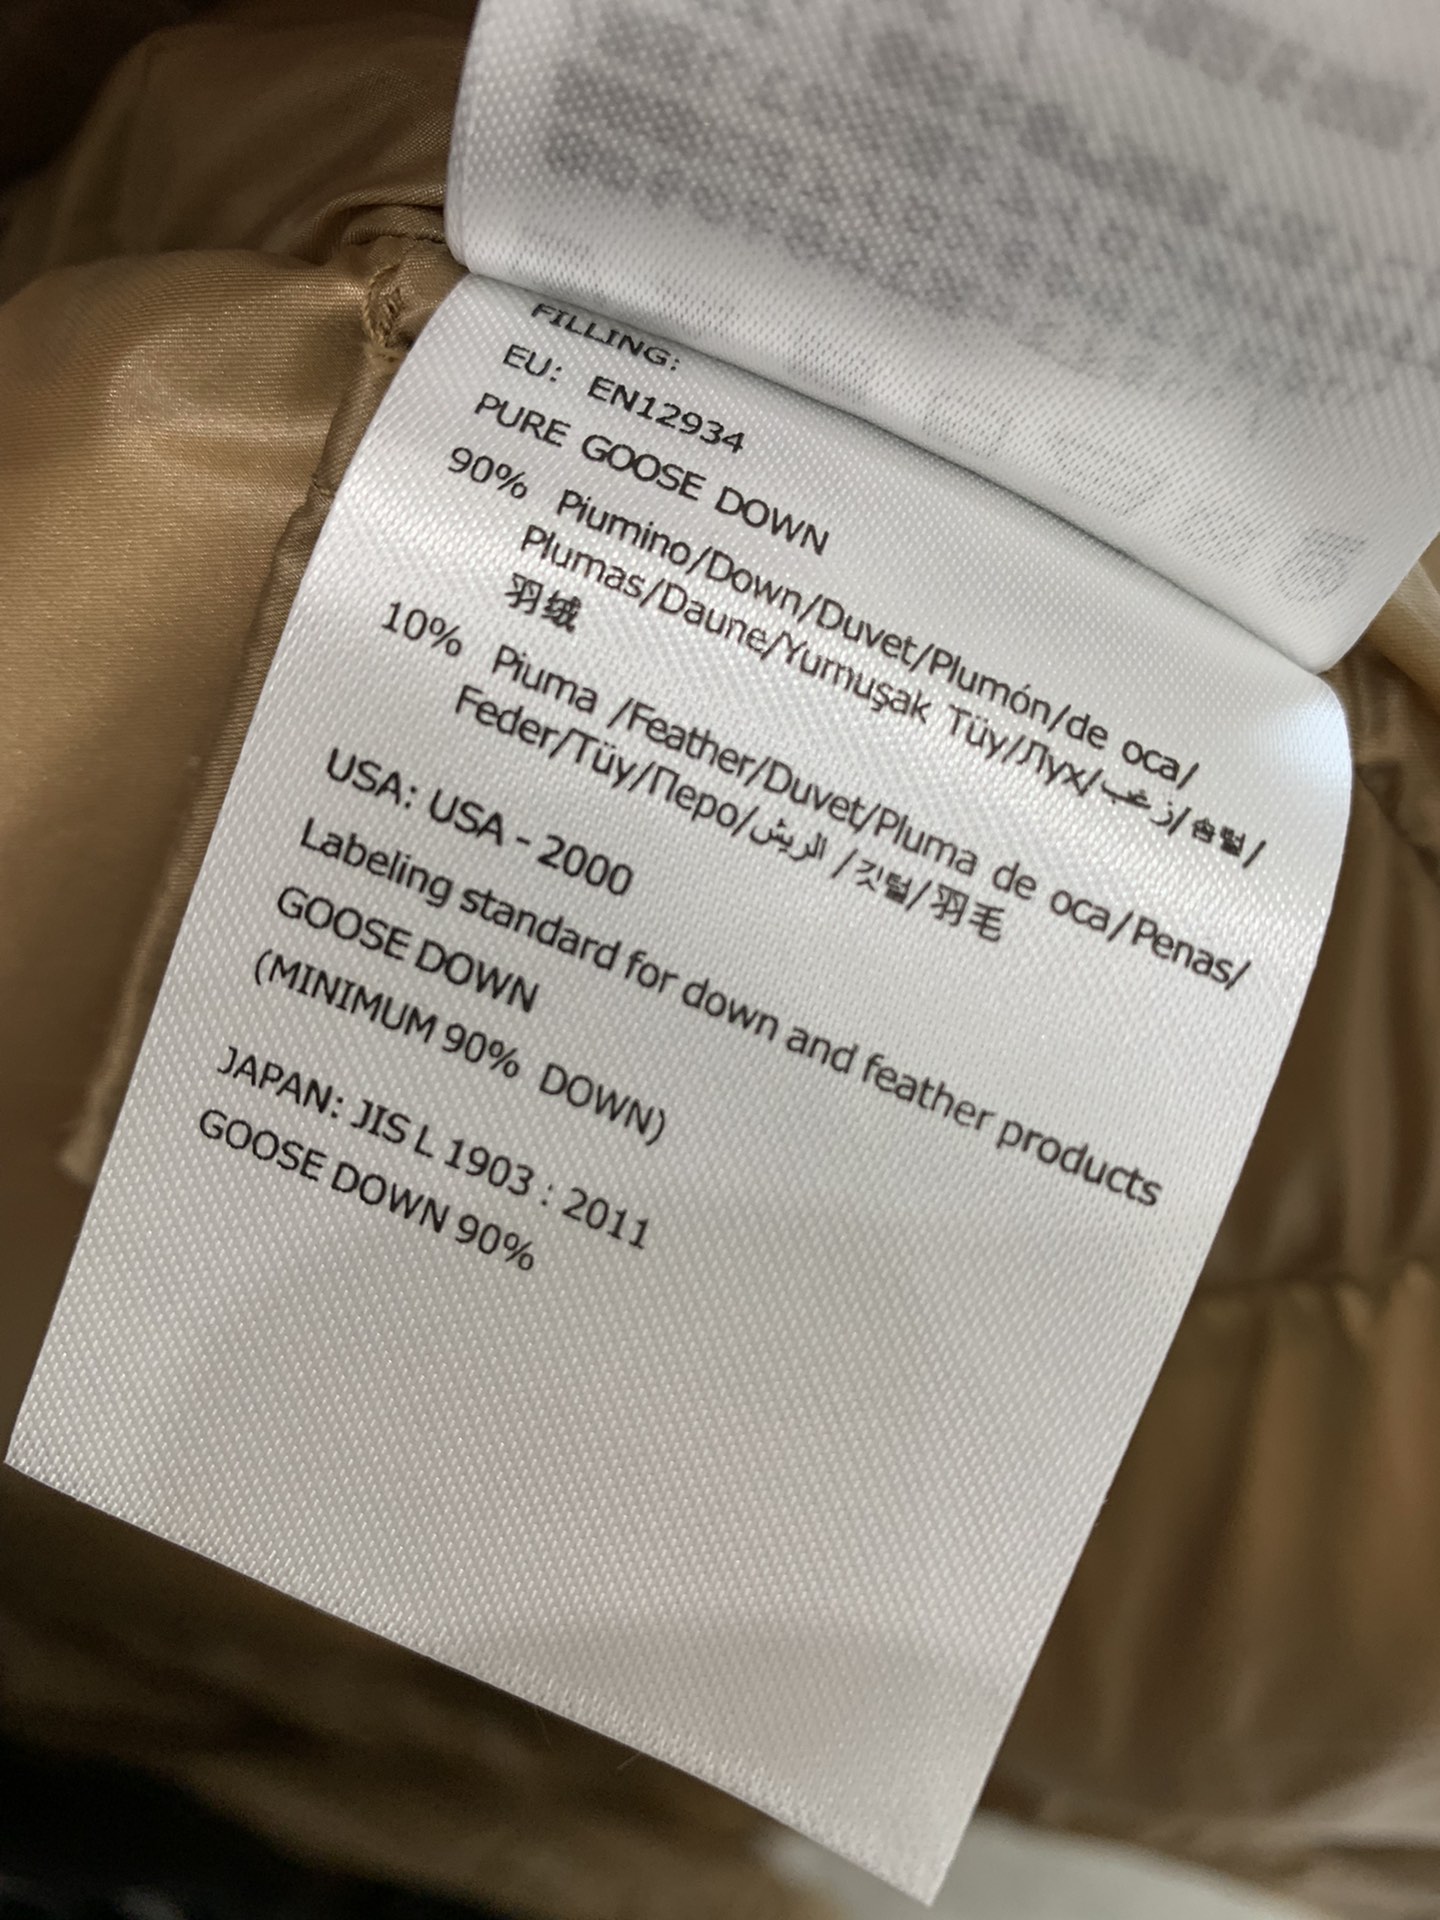 FILLING:
EU: EN12934
PURE GOOSE DOWN
90% Piumino/Down/Duvet/Plumón/de oca/
Plumas/Daune/Yumuşak Tüy/Лух/زغب/솜털/
羽绒
10% Piuma /Feather/Duvet/Pluma de oca/Penas/
Feder/Tüy/Перо/الريش /깃털/羽毛
USA: USA - 2000
Labeling standard for down and feather products
GOOSE DOWN
(MINIMUM 90% DOWN)
JAPAN: JIS L 1903 : 2011
GOOSE DOWN 90%